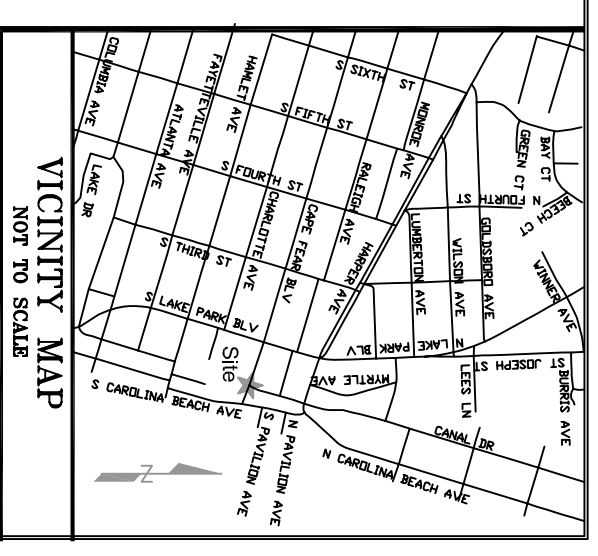 COLUMBIA AVE
FAYETTEVILLE AVE
HAMLET AVE
ATLANTA AVE
LAKE DR
S SIXTH ST
S FIFTH ST
S FOURTH ST
S THIRD ST
S LAKE PARK BLV
MONROE AVE
RALEIGH AVE
HARPER AVE
CAPE FEAR BLV
CHARLOTTE AVE
BAY CT
GREEN CT
BEECH CT
N FOURTH ST
GOLDSBORO AVE
WILSON AVE
LUMBERTON AVE
WINNER AVE
N LAKE PARK BLV
JOSEPH ST
BURRIS AVE
LEES LN
MYRTLE AVE
CANAL DR
N CAROLINA BEACH AVE
S CAROLINA BEACH AVE
Site
N PAVILION AVE
S PAVILION AVE
N
VICINITY MAP
NOT TO SCALE